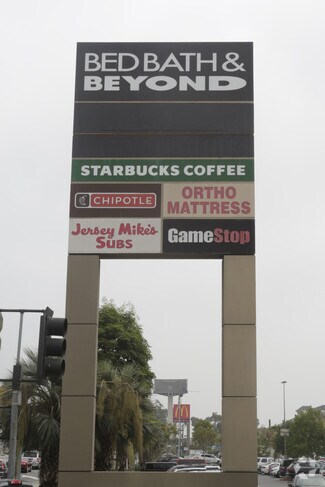 BED BATH &
BEYOND
STARBUCKS COFFEE
CHIPOTLE
ORTHO
MATTRESS
Jersey Mike's
SUBS
GameStop